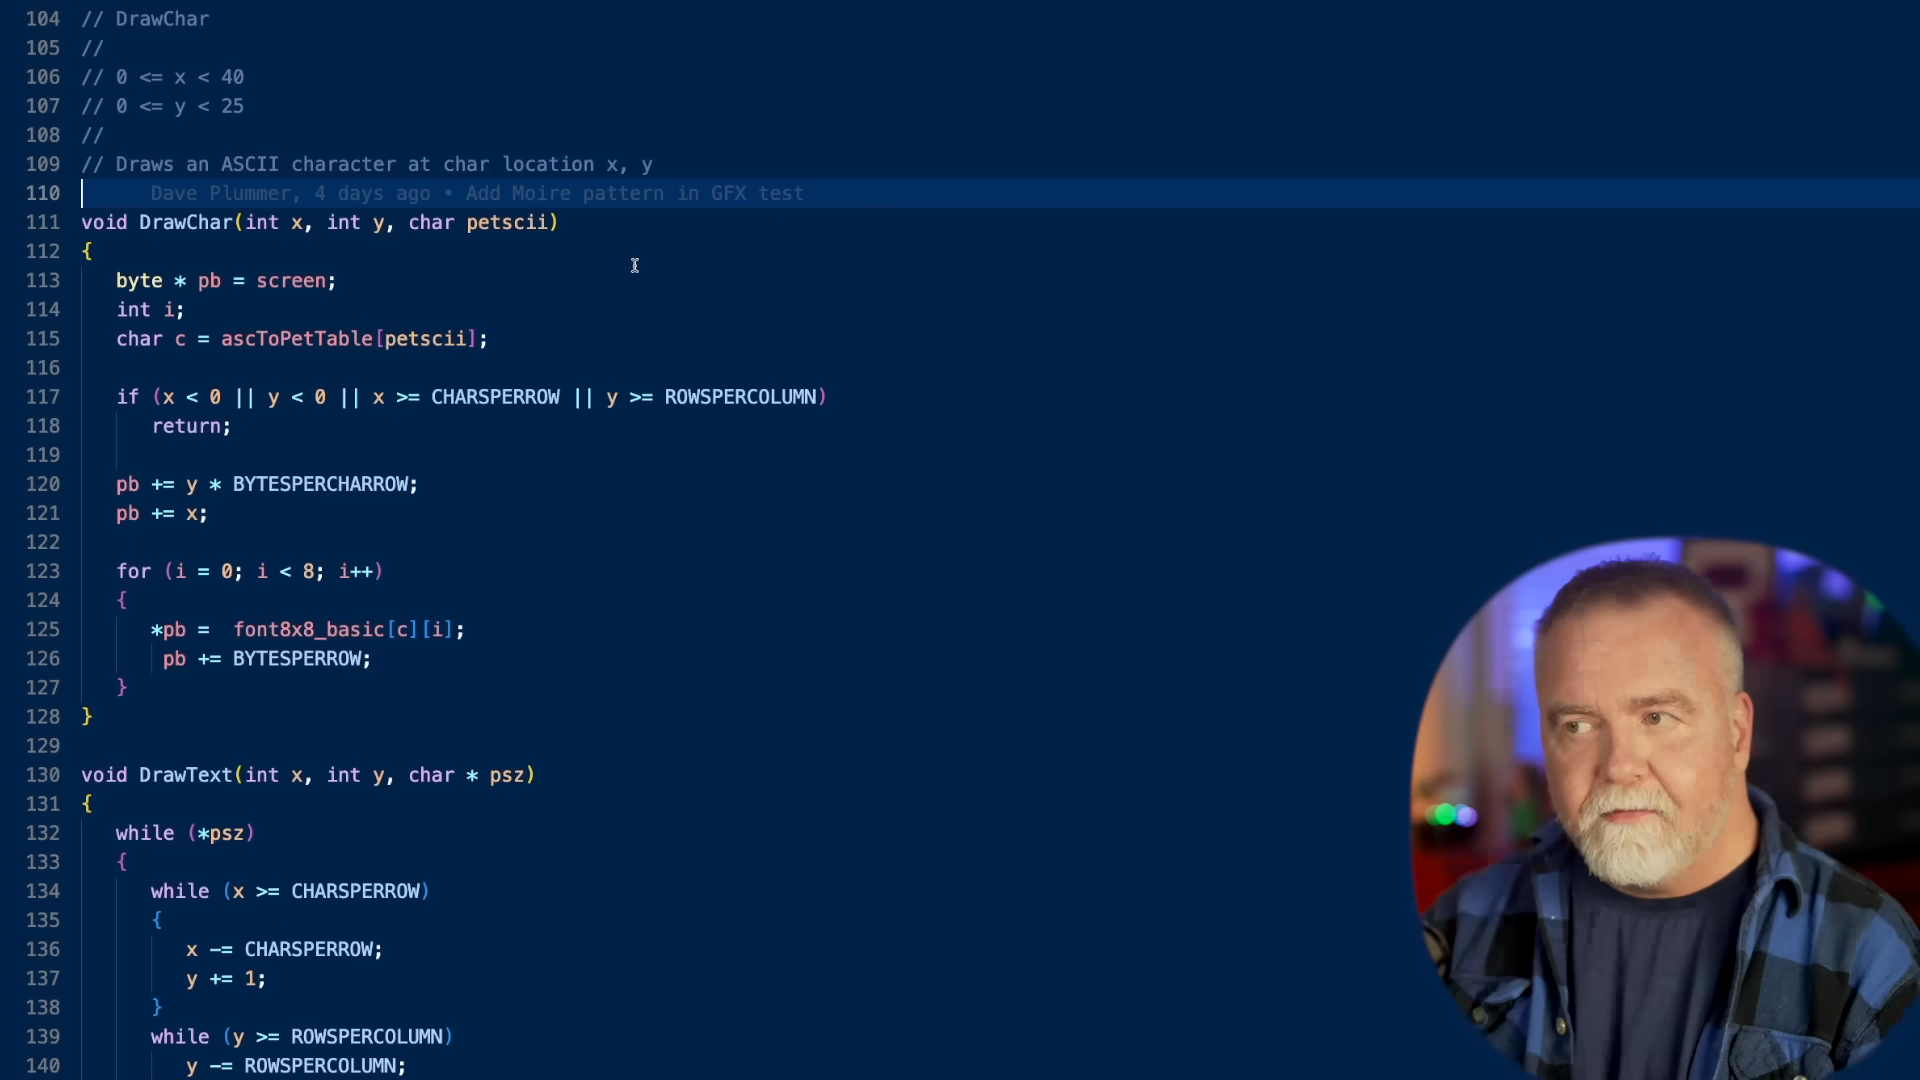 104 // DrawChar
105 //
106 // 0 <= x < 40
107 // 0 <= y < 25
108 //
109 // Draws an ASCII character at char location x, y
110 Dave Plummer, 4 days ago • Add Moire pattern in GFX test
111 void DrawChar(int x, int y, char petscii)
112 {
113 byte * pb = screen;
114 int i;
115 char c = ascToPetTable[petscii];
116
117 if (x < 0 || y < 0 || x >= CHARSPERROW || y >= ROWSPERCOLUMN)
118 return;
119
120 pb += y * BYTESPERCHARROW;
121 pb += x;
122
123 for (i = 0; i < 8; i++)
124 {
125 *pb =  font8x8_basic[c][i];
126 pb += BYTESPERROW;
127 }
128 }
129
130 void DrawText(int x, int y, char * psz)
131 {
132 while (*psz)
133 {
134 while (x >= CHARSPERROW)
135 {
136 x -= CHARSPERROW;
137 y += 1;
138 }
139 while (y >= ROWSPERCOLUMN)
140 y -= ROWSPERCOLUMN;